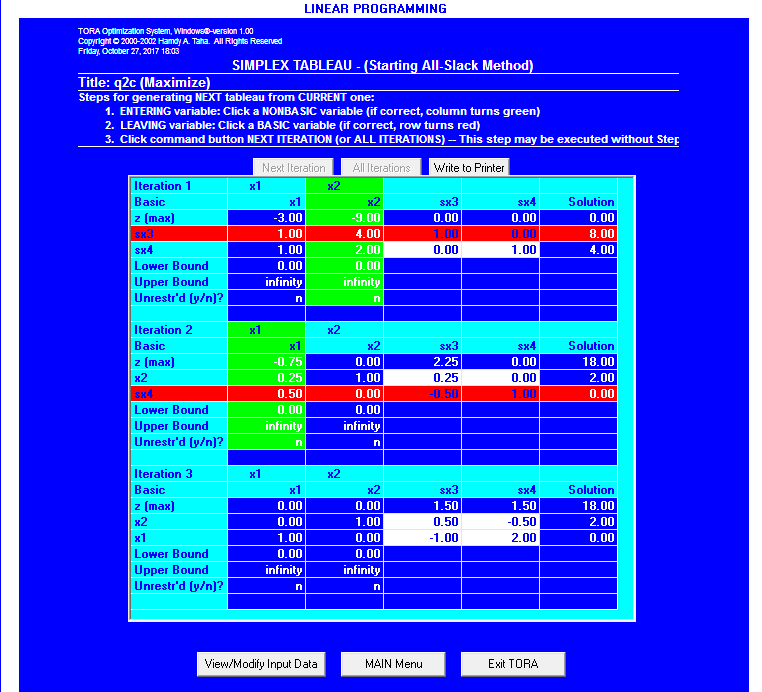 LINEAR PROGRAMMING
TORA Optimization System, Windows®-version 1.00
Copyright © 2000-2002 Hamdy A. Taha. All Rights Reserved
Friday, October 27, 2017 18:03
SIMPLEX TABLEAU - (Starting All-Slack Method)
Title: q2c (Maximize)
Steps for generating NEXT tableau from CURRENT one:
1. ENTERING variable: Click a NONBASIC variable (if correct, column turns green)
2. LEAVING variable: Click a BASIC variable (if correct, row turns red)
3. Click command button NEXT ITERATION (or ALL ITERATIONS) -- This step may be executed without Step
Next Iteration All Iterations Write to Printer
Iteration 1 x1 x2
Basic x1 x2 sx3 sx4 Solution
z (max) -3.00 -9.00 0.00 0.00 0.00
sx3 1.00 4.00 1.00 0.00 8.00
sx4 1.00 2.00 0.00 1.00 4.00
Lower Bound 0.00 0.00
Upper Bound infinity infinity
Unrestr'd (y/n)? n n
Iteration 2 x1 x2
Basic x1 x2 sx3 sx4 Solution
z (max) -0.75 0.00 2.25 0.00 18.00
x2 0.25 1.00 0.25 0.00 2.00
sx4 0.50 0.00 -0.50 1.00 0.00
Lower Bound 0.00 0.00
Upper Bound infinity infinity
Unrestr'd (y/n)? n n
Iteration 3 x1 x2
Basic x1 x2 sx3 sx4 Solution
z (max) 0.00 0.00 1.50 1.50 18.00
x2 0.00 1.00 0.50 -0.50 2.00
x1 1.00 0.00 -1.00 2.00 0.00
Lower Bound 0.00 0.00
Upper Bound infinity infinity
Unrestr'd (y/n)? n n
View/Modify Input Data MAIN Menu Exit TORA